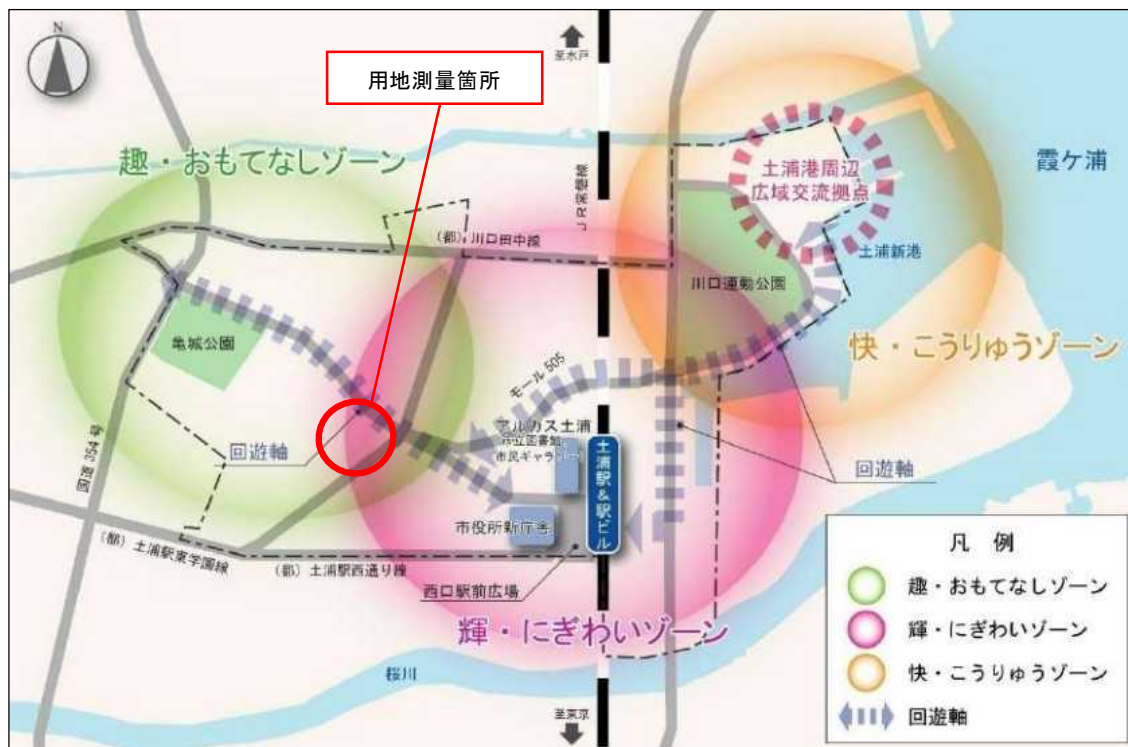 N
至水戸
用地測量箇所
趣・おもてなしゾーン
JR常磐線
土浦港周辺
広域交流拠点
霞ケ浦
土浦新港
(都)川口田中線
川口運動公園
亀城公園
快・こうりゅうゾーン
モール505
アルカス土浦
市立図書館
市民ギャラリー
回遊軸
土浦駅&駅ビル
回遊軸
国道354号
市役所新庁舎
(都)土浦駅東学園線
(都)土浦駅西通り線
西口駅前広場
輝・にぎわいゾーン
桜川
至東京
凡 例
趣・おもてなしゾーン
輝・にぎわいゾーン
快・こうりゅうゾーン
回遊軸